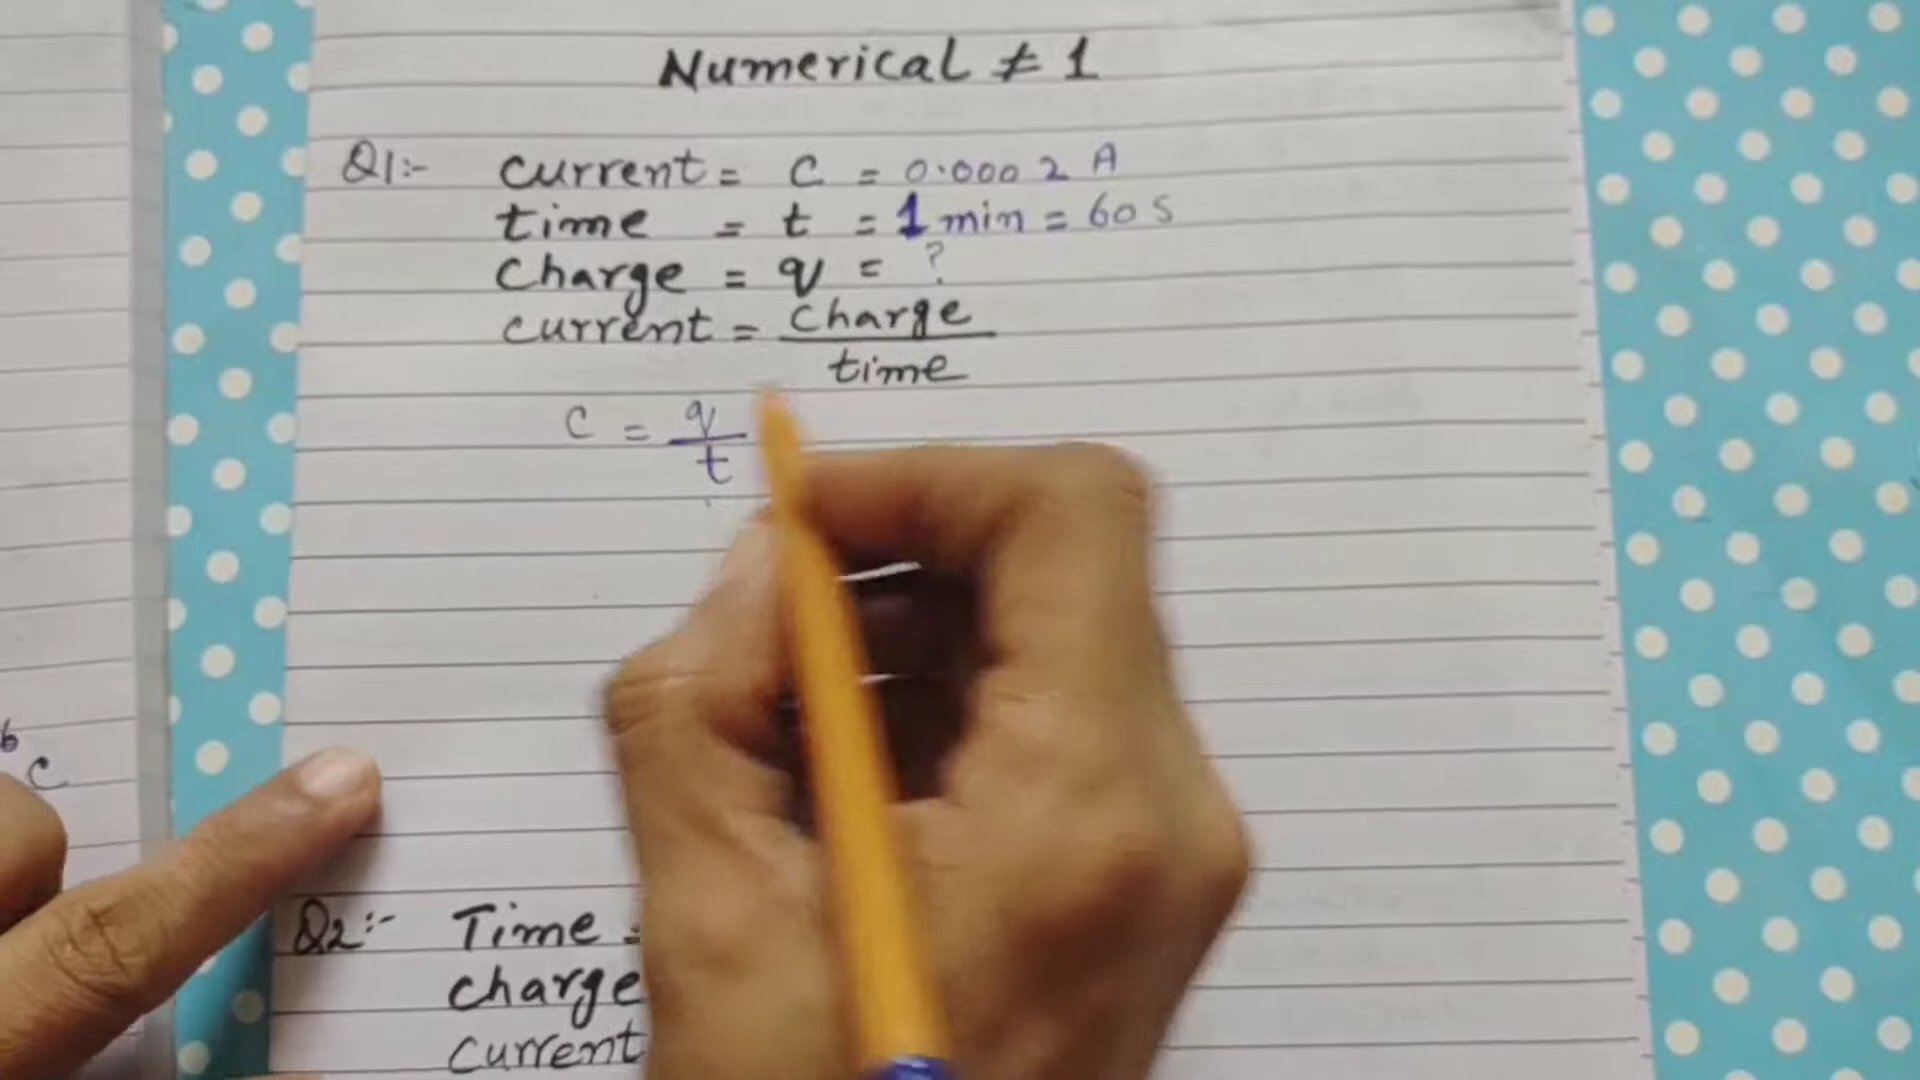 Numerical ≠ 1
Q1:- Current = C = 0.0002 A
time = t = 1 min = 60 S
Charge = q = ?
Current = Charge / time
C = q / t
b
C
Q2:- Time =
Charge
Current